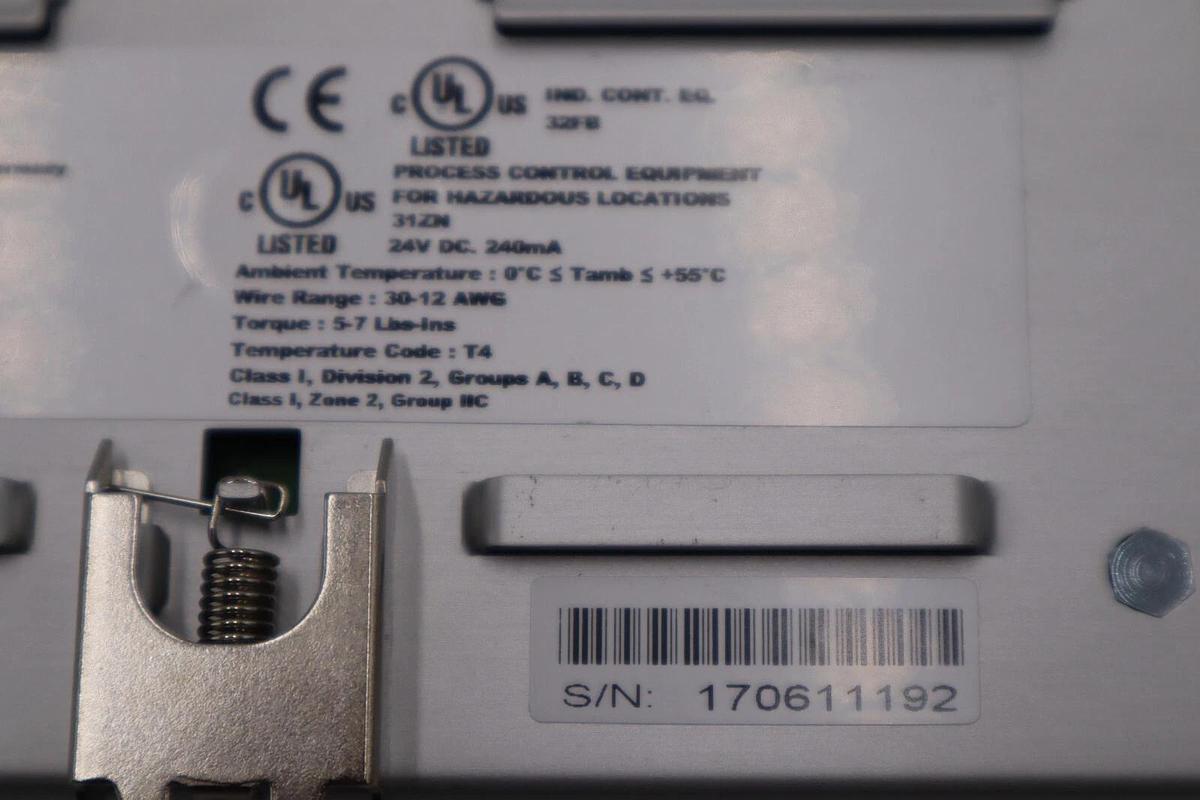 CE
C UL US IND. CONT. EQ.
LISTED 32FB
C UL US PROCESS CONTROL EQUIPMENT
LISTED FOR HAZARDOUS LOCATIONS
31ZN
24V DC. 240mA
Ambient Temperature : 0°C ≤ Tamb ≤ +55°C
Wire Range : 30-12 AWG
Torque : 5-7 Lbs-Ins
Temperature Code : T4
Class I, Division 2, Groups A, B, C, D
Class I, Zone 2, Group IIC
S/N: 170611192